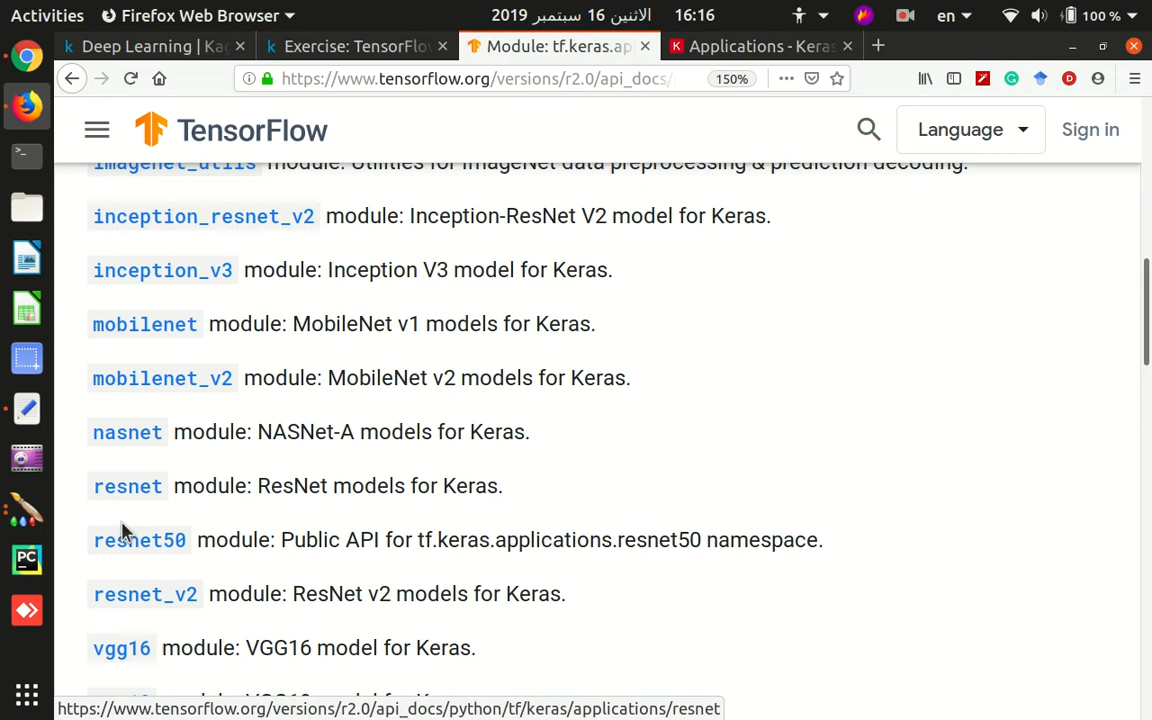 Activities Firefox Web Browser الاثنين 16 سبتمبر 2019 16:16 en 100 %
Deep Learning | Ka Exercise: TensorFlo Module: tf.keras.ap Applications - Keras
https://www.tensorflow.org/versions/r2.0/api_docs/ 150%
TensorFlow Language Sign in
imagenet_utils module: Utilities for ImageNet data preprocessing & prediction decoding.
inception_resnet_v2 module: Inception-ResNet V2 model for Keras.
inception_v3 module: Inception V3 model for Keras.
mobilenet module: MobileNet v1 models for Keras.
mobilenet_v2 module: MobileNet v2 models for Keras.
nasnet module: NASNet-A models for Keras.
resnet module: ResNet models for Keras.
resnet50 module: Public API for tf.keras.applications.resnet50 namespace.
resnet_v2 module: ResNet v2 models for Keras.
vgg16 module: VGG16 model for Keras.
https://www.tensorflow.org/versions/r2.0/api_docs/python/tf/keras/applications/resnet